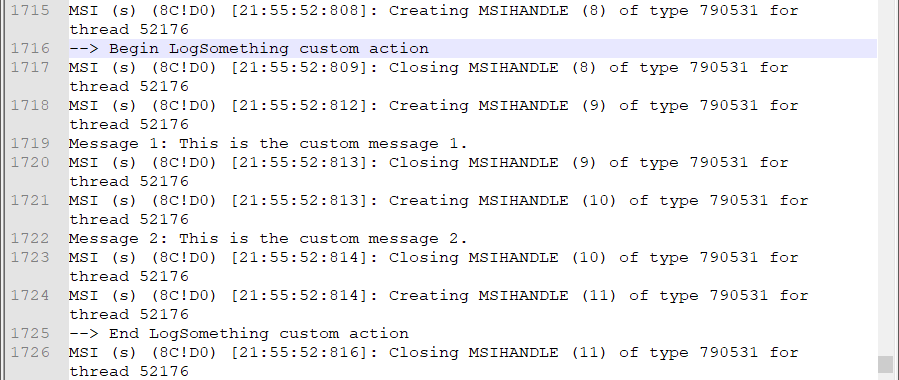 1715 MSI (s) (8C!D0) [21:55:52:808]: Creating MSIHANDLE (8) of type 790531 for
thread 52176
1716 --> Begin LogSomething custom action
1717 MSI (s) (8C!D0) [21:55:52:809]: Closing MSIHANDLE (8) of type 790531 for
thread 52176
1718 MSI (s) (8C!D0) [21:55:52:812]: Creating MSIHANDLE (9) of type 790531 for
thread 52176
1719 Message 1: This is the custom message 1.
1720 MSI (s) (8C!D0) [21:55:52:813]: Closing MSIHANDLE (9) of type 790531 for
thread 52176
1721 MSI (s) (8C!D0) [21:55:52:813]: Creating MSIHANDLE (10) of type 790531 for
thread 52176
1722 Message 2: This is the custom message 2.
1723 MSI (s) (8C!D0) [21:55:52:814]: Closing MSIHANDLE (10) of type 790531 for
thread 52176
1724 MSI (s) (8C!D0) [21:55:52:814]: Creating MSIHANDLE (11) of type 790531 for
thread 52176
1725 --> End LogSomething custom action
1726 MSI (s) (8C!D0) [21:55:52:816]: Closing MSIHANDLE (11) of type 790531 for
thread 52176